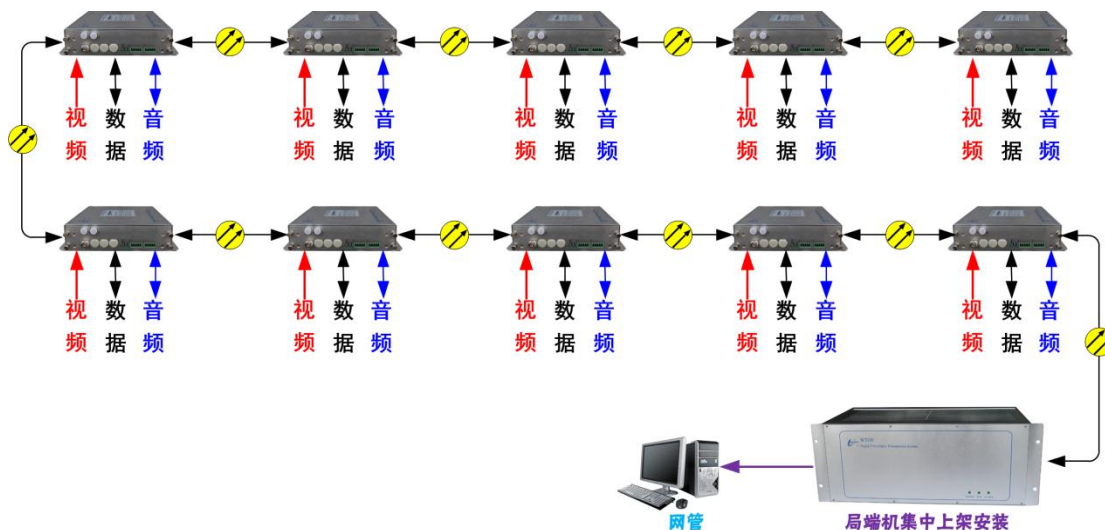 视 数 音 视 数 音 视 数 音 视 数 音 视 数 音
频 据 频 频 据 频 频 据 频 频 据 频 频 据 频
视 数 音 视 数 音 视 数 音 视 数 音 视 数 音
频 据 频 频 据 频 频 据 频 频 据 频 频 据 频
网管
局端机集中上架安装